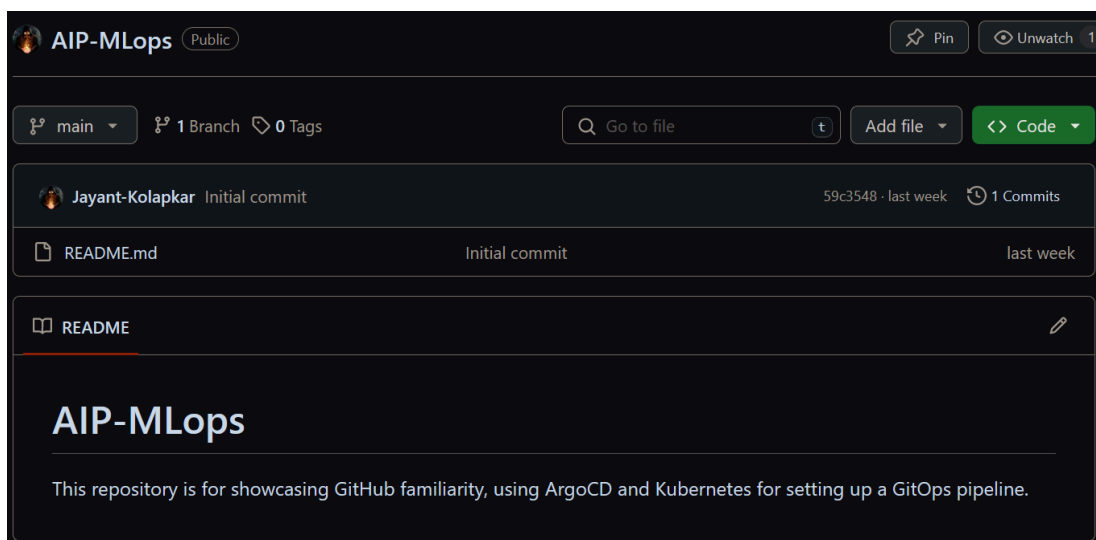 AIP-MLops Public Pin Unwatch 1
main 1 Branch 0 Tags Go to file t Add file Code
Jayant-Kolapkar Initial commit 59c3548 · last week 1 Commits
README.md Initial commit last week
README
AIP-MLops
This repository is for showcasing GitHub familiarity, using ArgoCD and Kubernetes for setting up a GitOps pipeline.